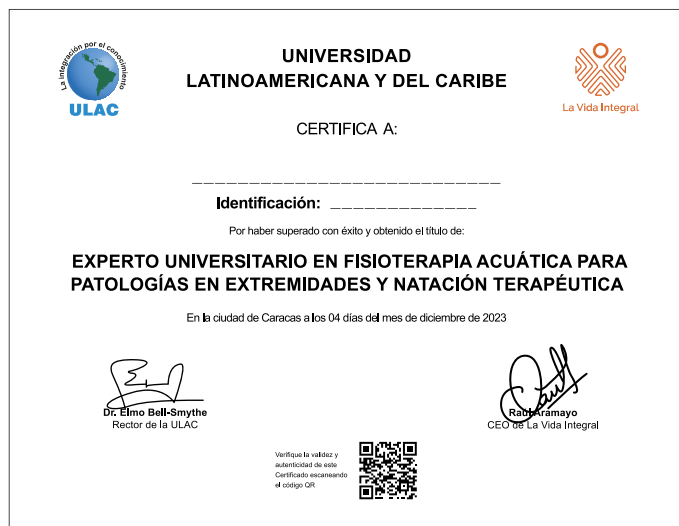 La integración por el conocimiento
ULAC
UNIVERSIDAD
LATINOAMERICANA Y DEL CARIBE
La Vida Integral
CERTIFICA A:
___________________________
Identificación: _____________
Por haber superado con éxito y obtenido el título de:
EXPERTO UNIVERSITARIO EN FISIOTERAPIA ACUÁTICA PARA
PATOLOGÍAS EN EXTREMIDADES Y NATACIÓN TERAPÉUTICA
En la ciudad de Caracas a los 04 días del mes de diciembre de 2023
Dr. Elmo Bell-Smythe
Rector de la ULAC
Raúl Aramayo
CEO de La Vida Integral
Verifique la validez y
autenticidad de este
Certificado escaneando
el código QR